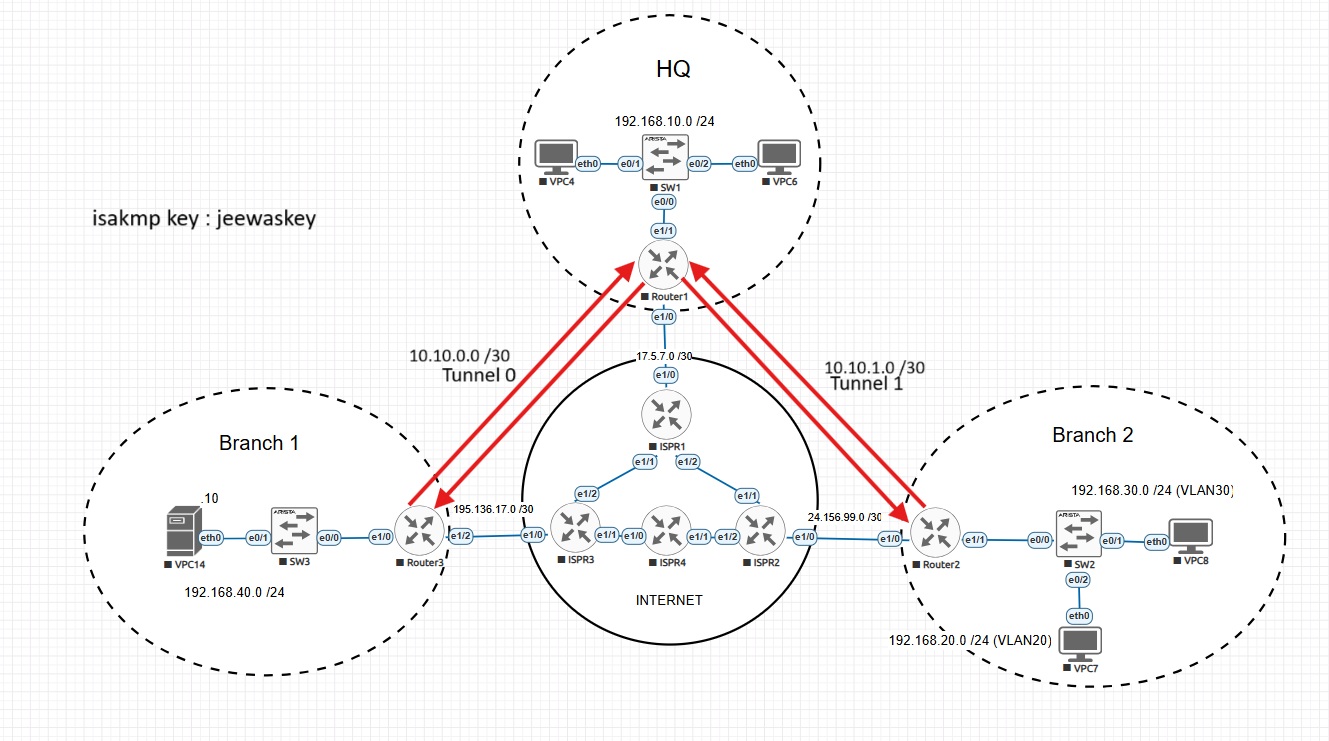 HQ
192.168.10.0 /24
ARISTA
eth0
e0/1
e0/2
eth0
VPC4
VPC6
SW1
e0/0
isakmp key : jeewaskey
e1/1
Router1
e1/0
10.10.0.0 /30
Tunnel 0
17.5.7.0 /30
10.10.1.0 /30
Tunnel 1
e1/0
Branch 1
Branch 2
ISPR1
e1/1
e1/2
.10
195.136.17.0 /30
e1/2
e1/1
24.156.99.0 /30
192.168.30.0 /24 (VLAN30)
ARISTA
ARISTA
eth0
e0/1
e0/0
e1/0
e1/2
e1/0
e1/1
e1/0
e1/1
e1/2
e1/0
e1/0
e1/1
e0/0
e0/1
eth0
VPC14
SW3
Router3
ISPR3
ISPR4
ISPR2
Router2
SW2
VPC8
e0/2
192.168.40.0 /24
INTERNET
eth0
192.168.20.0 /24 (VLAN20)
VPC7